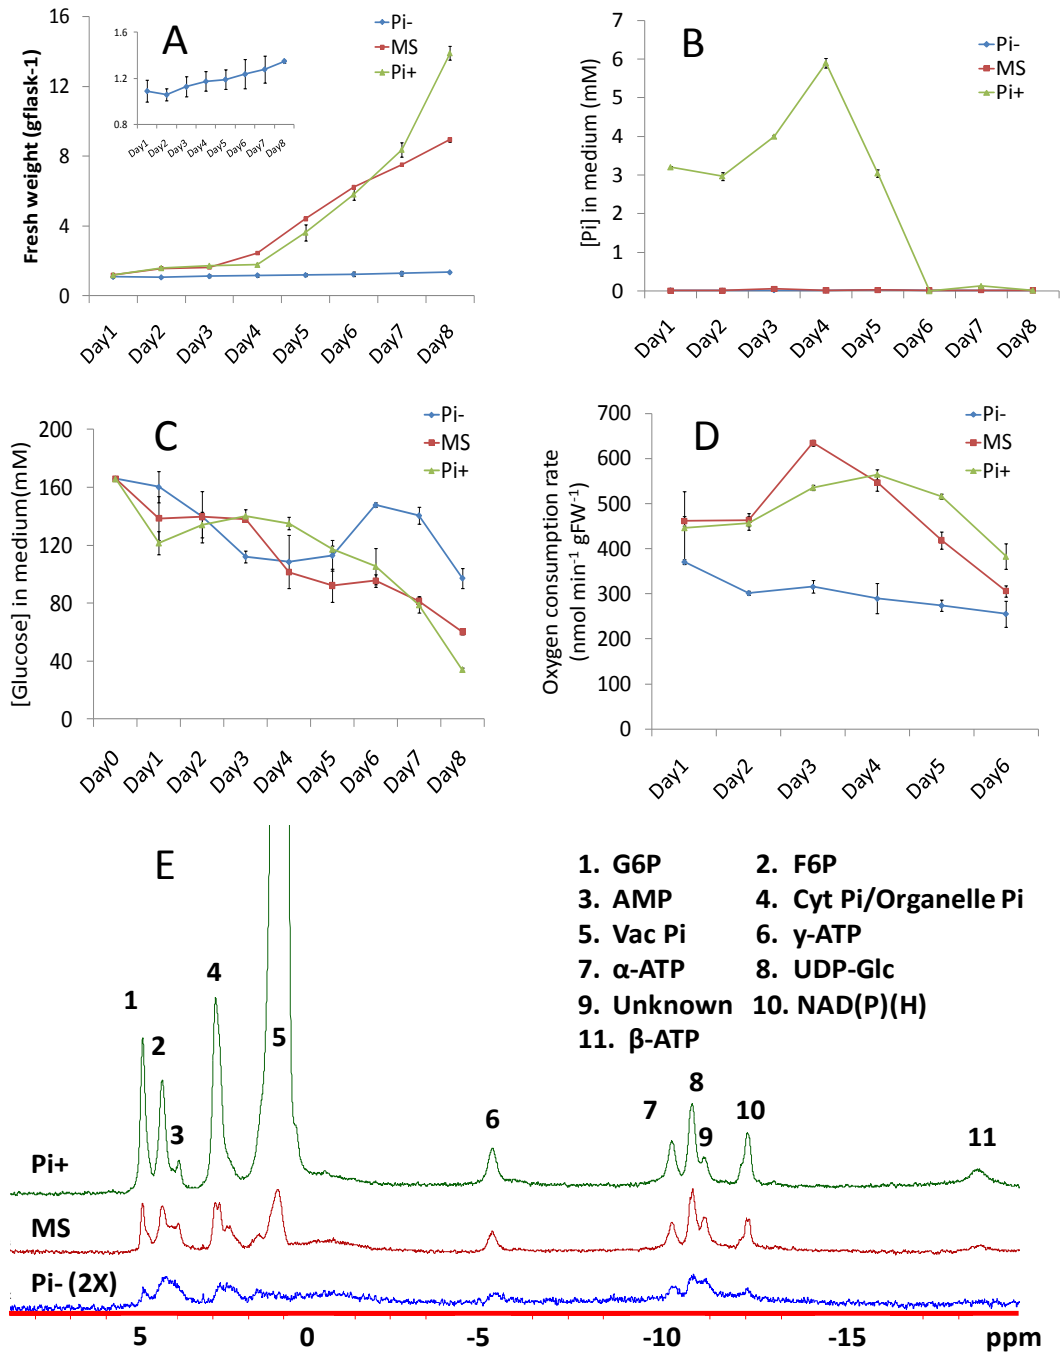 A
Fresh weight (gflask-1)
16
12
8
4
0
Pi-
MS
Pi+
1.6
1.2
0.8
Day1 Day2 Day3 Day4 Day5 Day6 Day7 Day8
Day1 Day2 Day3 Day4 Day5 Day6 Day7 Day8
B
[Pi] in medium (mM)
7
6
5
4
3
2
1
0
Pi-
MS
Pi+
Day1 Day2 Day3 Day4 Day5 Day6 Day7 Day8
C
[Glucose] in medium(mM)
200
160
120
80
40
0
Pi-
MS
Pi+
Day0 Day1 Day2 Day3 Day4 Day5 Day6 Day7 Day8
D
Oxygen consumption rate
(nmol min-1 gFW-1)
700
600
500
400
300
200
100
0
Pi-
MS
Pi+
Day1 Day2 Day3 Day4 Day5 Day6
E
1. G6P 2. F6P
3. AMP 4. Cyt Pi/Organelle Pi
5. Vac Pi 6. y-ATP
7. α-ATP 8. UDP-Glc
9. Unknown 10. NAD(P)(H)
11. β-ATP
1 2 3 4 5 6 7 8 9 10 11
Pi+
MS
Pi- (2X)
5 0 -5 -10 -15 ppm